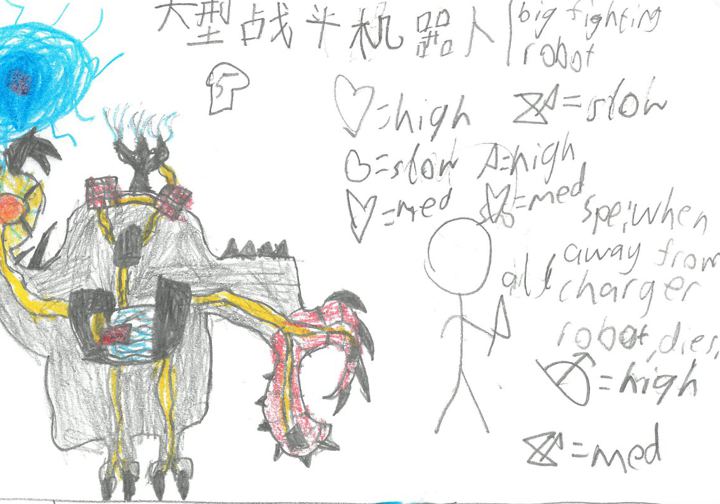 大型战斗机器人
big fighting
robot
5
=high
=slow
=slow
=high
=med
=med
spe:when
away from
charger
robot,dies,
=high
=med